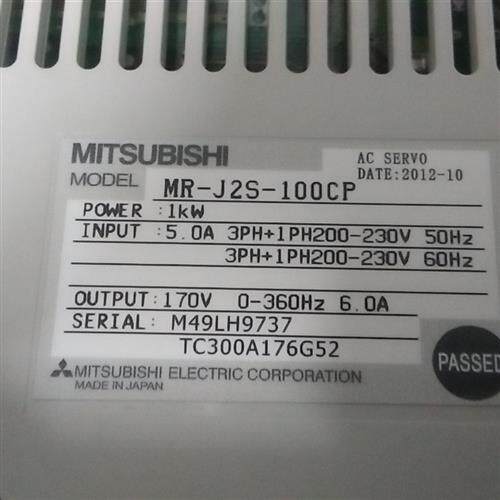 MITSUBISHI
AC SERVO
DATE:2012-10
MODEL MR-J2S-100CP
POWER :1kW
INPUT :5.0A 3PH+1PH200-230V 50Hz
3PH+1PH200-230V 60Hz
OUTPUT:170V 0-360Hz 6.0A
SERIAL: M49LH9737
TC300A176G52
MITSUBISHI ELECTRIC CORPORATION
MADE IN JAPAN
PASSED